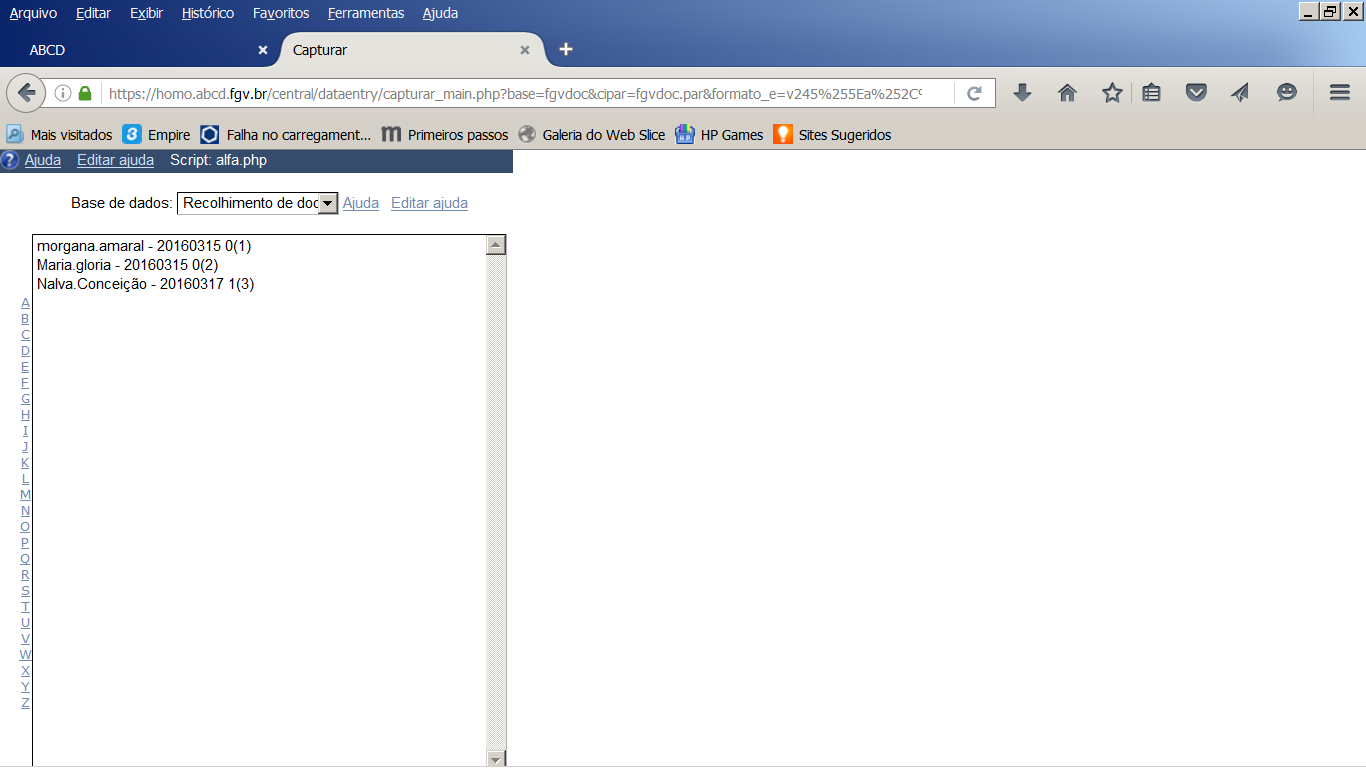 Arquivo Editar Exibir Histórico Favoritos Ferramentas Ajuda
ABCD Capturar
https://homo.abcd.fgv.br/central/dataentry/capturar_main.php?base=fgvdoc&cipar=fgvdoc.par&formato_e=v245%255Ea%252C%
Mais visitados Empire Falha no carregament... Primeiros passos Galeria do Web Slice HP Games Sites Sugeridos
Ajuda Editar ajuda Script: alfa.php
Base de dados: Recolhimento de doc Ajuda Editar ajuda
morgana.amaral - 20160315 0(1)
Maria.gloria - 20160315 0(2)
Nalva.Conceição - 20160317 1(3)
A
B
C
D
E
F
G
H
I
J
K
L
M
N
O
P
Q
R
S
T
U
V
W
X
Y
Z